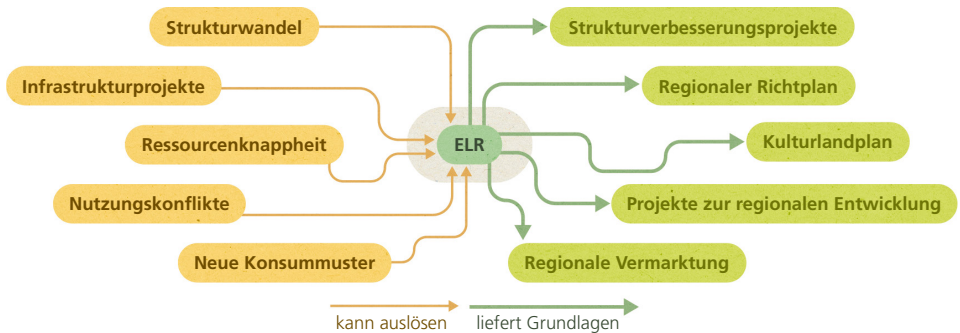 Strukturwandel
Strukturverbesserungsprojekte
Infrastrukturprojekte
Regionaler Richtplan
Ressourcenknappheit
ELR
Kulturlandplan
Nutzungskonflikte
Projekte zur regionalen Entwicklung
Neue Konsummuster
Regionale Vermarktung
kann auslösen
liefert Grundlagen